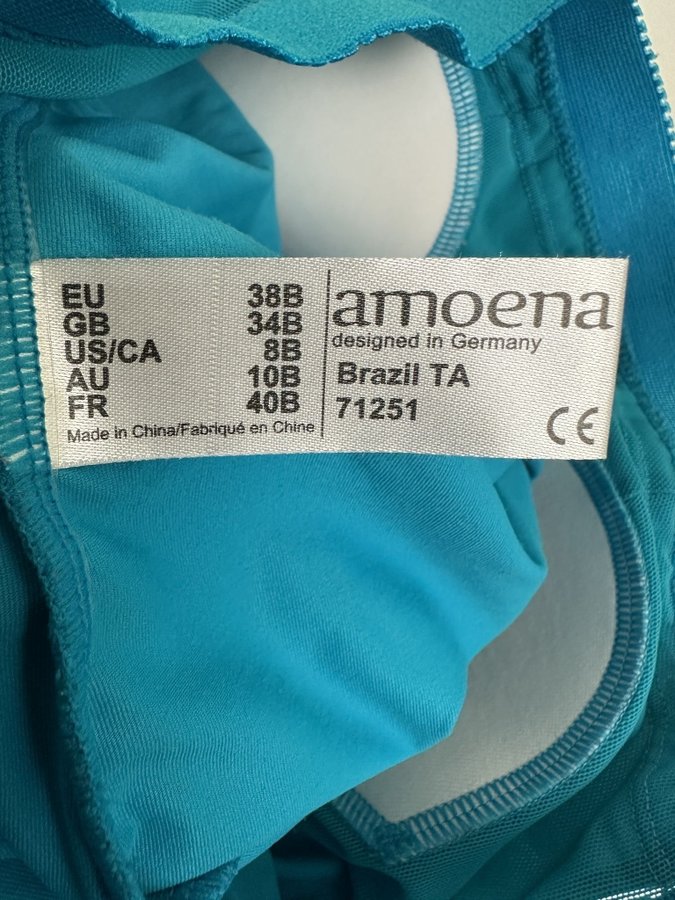 EU 38B
GB 34B
US/CA 8B
AU 10B
FR 40B
Made in China/Fabriqué en Chine
amoena
designed in Germany
Brazil TA
71251
CE